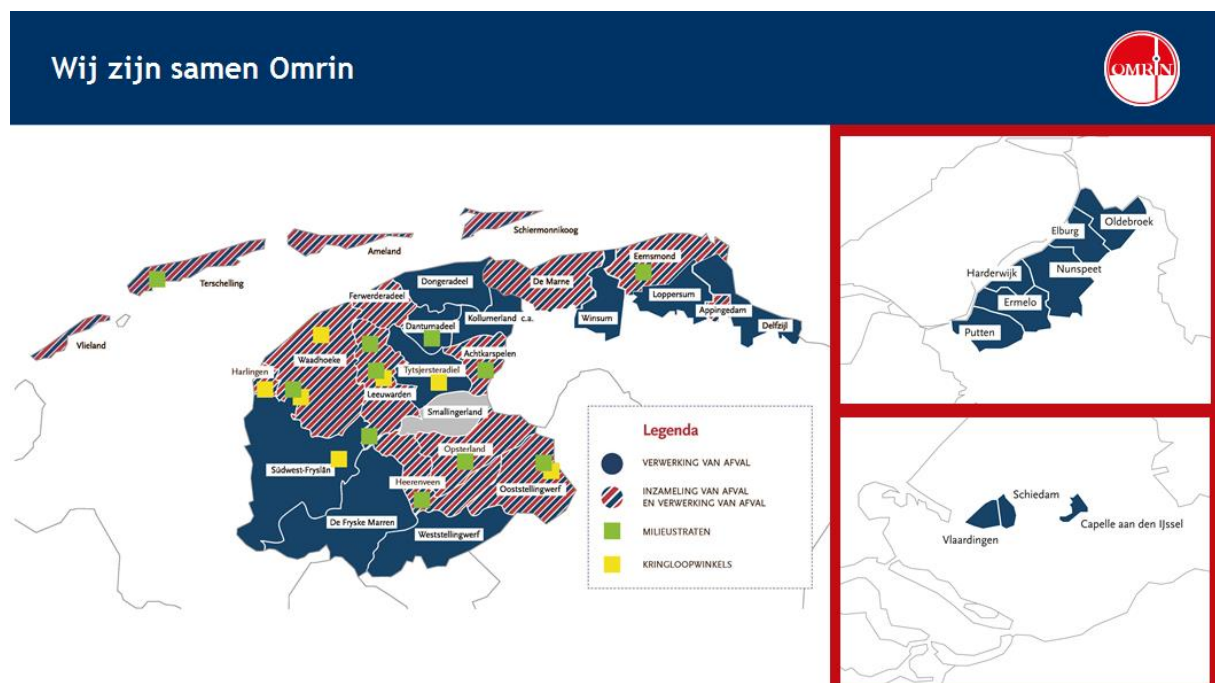 Wij zijn samen Omrin
OMRIN
Schiermonnikoog
Ameland
Terschelling
Vlieland
Eemsmond
De Marne
Dongeradeel
Ferwerderadeel
Loppersum
Appingedam
Winsum
Kollumerland c.a.
Dantumadeel
Delfzijl
Achtkarspelen
Waadhoeke
Harlingen
Tytsjersteradiel
Leeuwarden
Smallingerland
Opsterland
Südwest-Fryslân
Heerenveen
Ooststellingwerf
De Fryske Marren
Weststellingwerf
Legenda
VERWERKING VAN AFVAL
INZAMELING VAN AFVAL
EN VERWERKING VAN AFVAL
MILIEUSTRATEN
KRINGLOOPWINKELS
Oldebroek
Elburg
Nunspeet
Harderwijk
Ermelo
Putten
Schiedam
Capelle aan den IJssel
Vlaardingen